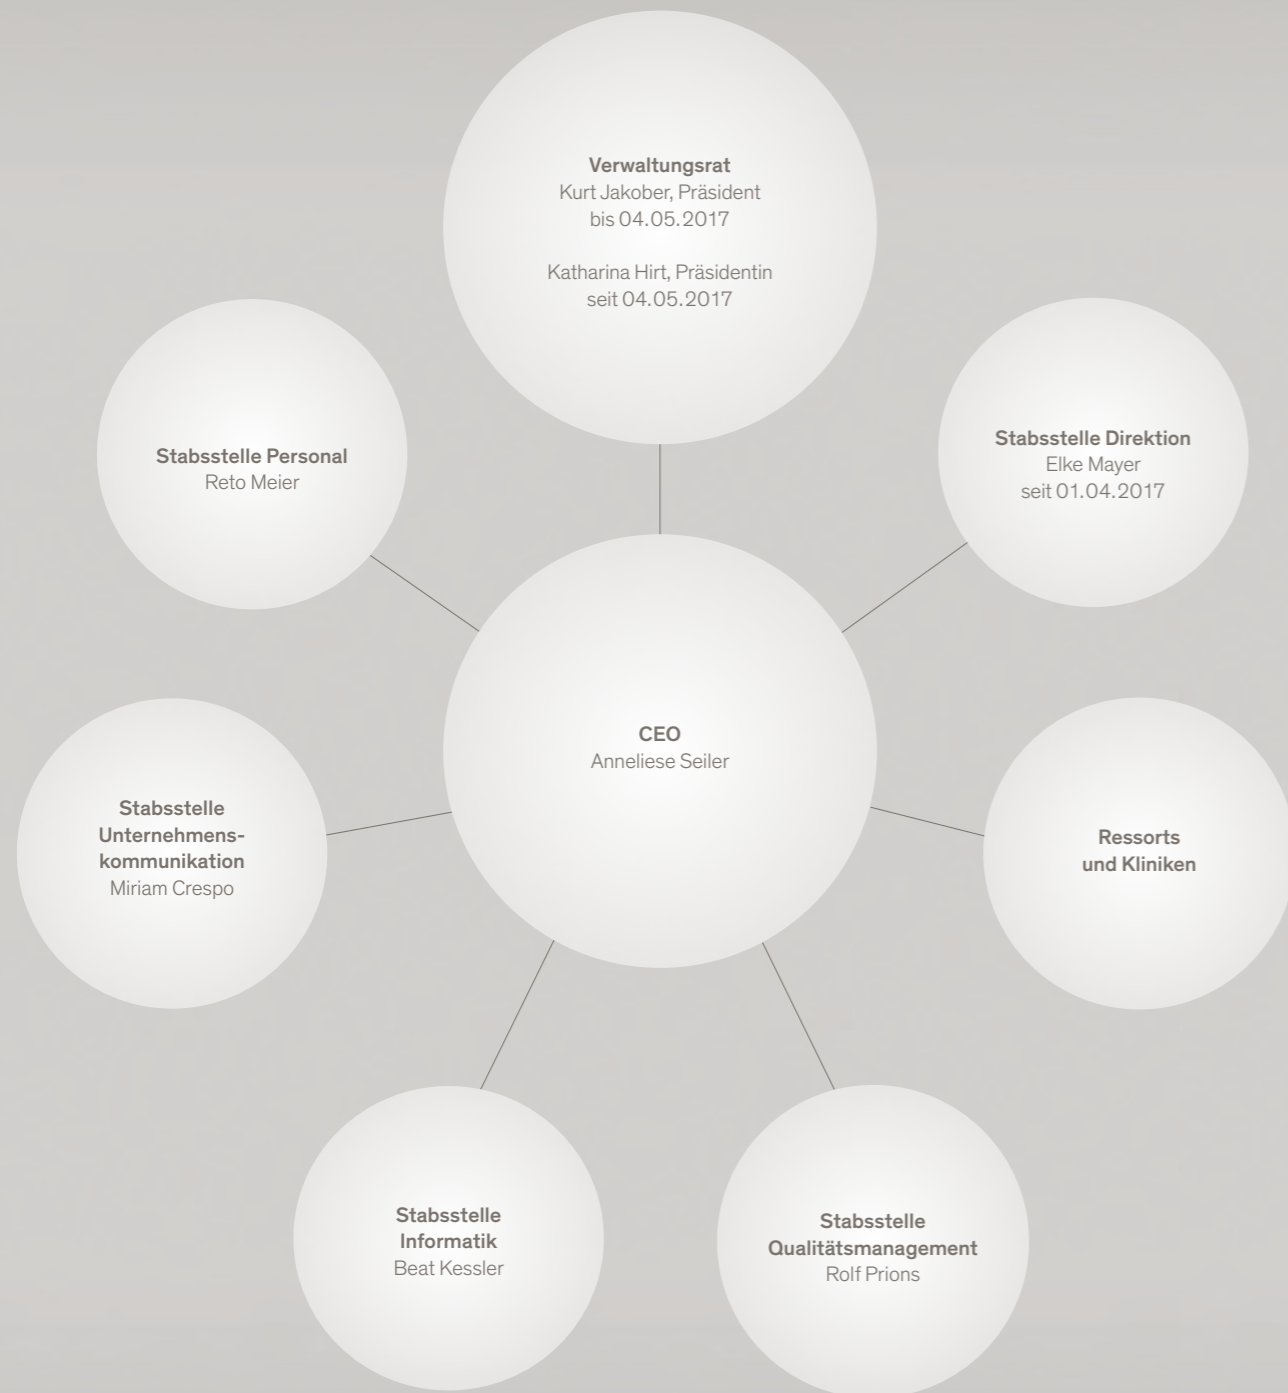 Verwaltungsrat
Kurt Jakober, Präsident
bis 04.05.2017
Katharina Hirt, Präsidentin
seit 04.05.2017
Stabsstelle Personal
Reto Meier
Stabsstelle Direktion
Elke Mayer
seit 01.04.2017
CEO
Anneliese Seiler
Stabsstelle
Unternehmens-
kommunikation
Miriam Crespo
Ressorts
und Kliniken
Stabsstelle
Informatik
Beat Kessler
Stabsstelle
Qualitätsmanagement
Rolf Prions